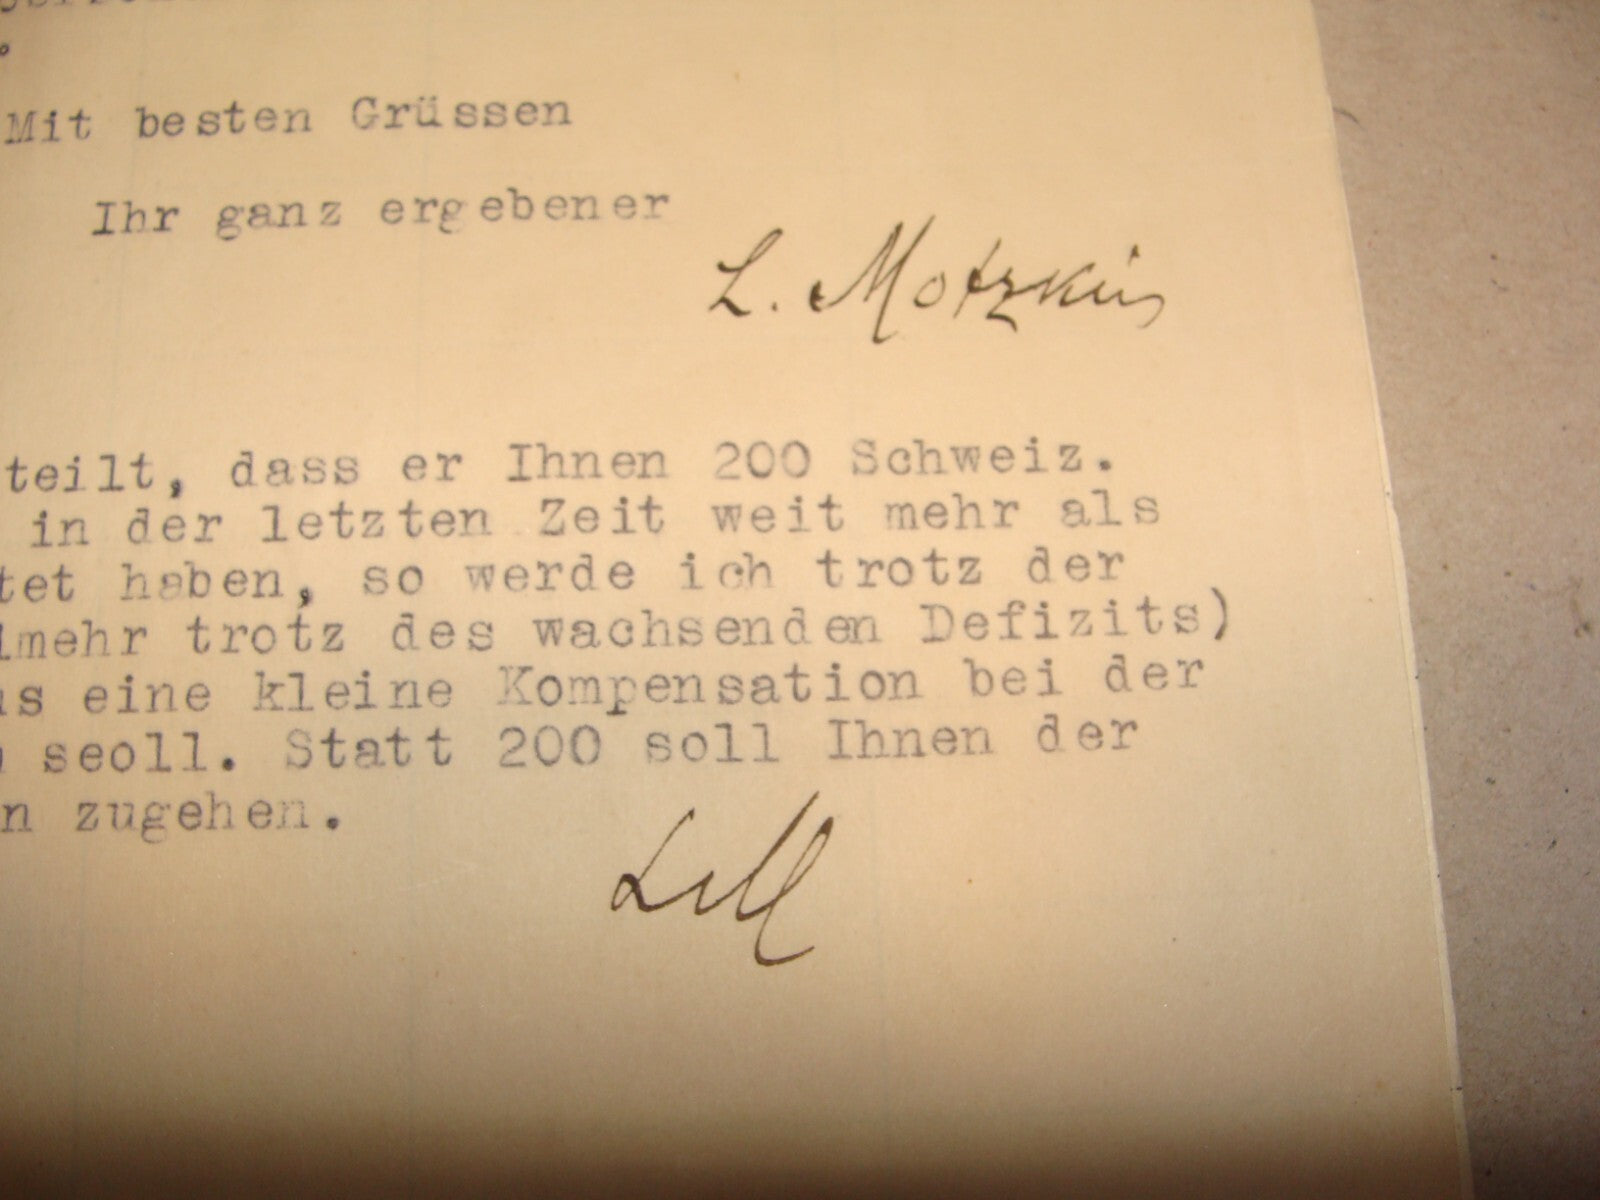 Mit besten Grüssen
Ihr ganz ergebener
L. Motzkin
teilt, dass er Ihnen 200 Schweiz.
in der letzten Zeit weit mehr als
tet haben, so werde ich trotz der
lmehr trotz des wachsenden Defizits)
us eine kleine Kompensation bei der
seoll. Statt 200 soll Ihnen der
n zugehen.